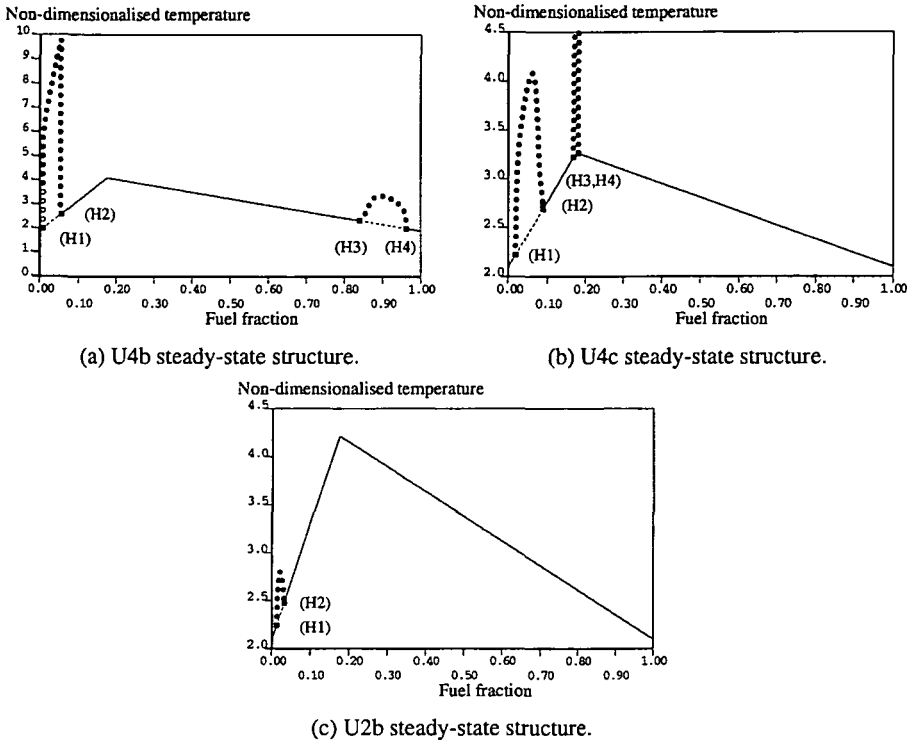 Non-dimensionalised temperature
10
9
8
7
6
5
4
3
2
1
0
(H1)
(H2)
(H3)
(H4)
0.00 0.20 0.40 0.60 0.80 1.00
0.10 0.30 0.50 0.70 0.90
Fuel fraction
(a) U4b steady-state structure.
Non-dimensionalised temperature
4.5
4.0
3.5
3.0
2.5
2.0
(H3,H4)
(H2)
(H1)
0.00 0.20 0.40 0.60 0.80 1.00
0.10 0.30 0.50 0.70 0.90
Fuel fraction
(b) U4c steady-state structure.
Non-dimensionalised temperature
4.5
4.0
3.5
3.0
2.5
2.0
(H2)
(H1)
0.00 0.20 0.40 0.60 0.80 1.00
0.10 0.30 0.50 0.70 0.90
Fuel fraction
(c) U2b steady-state structure.